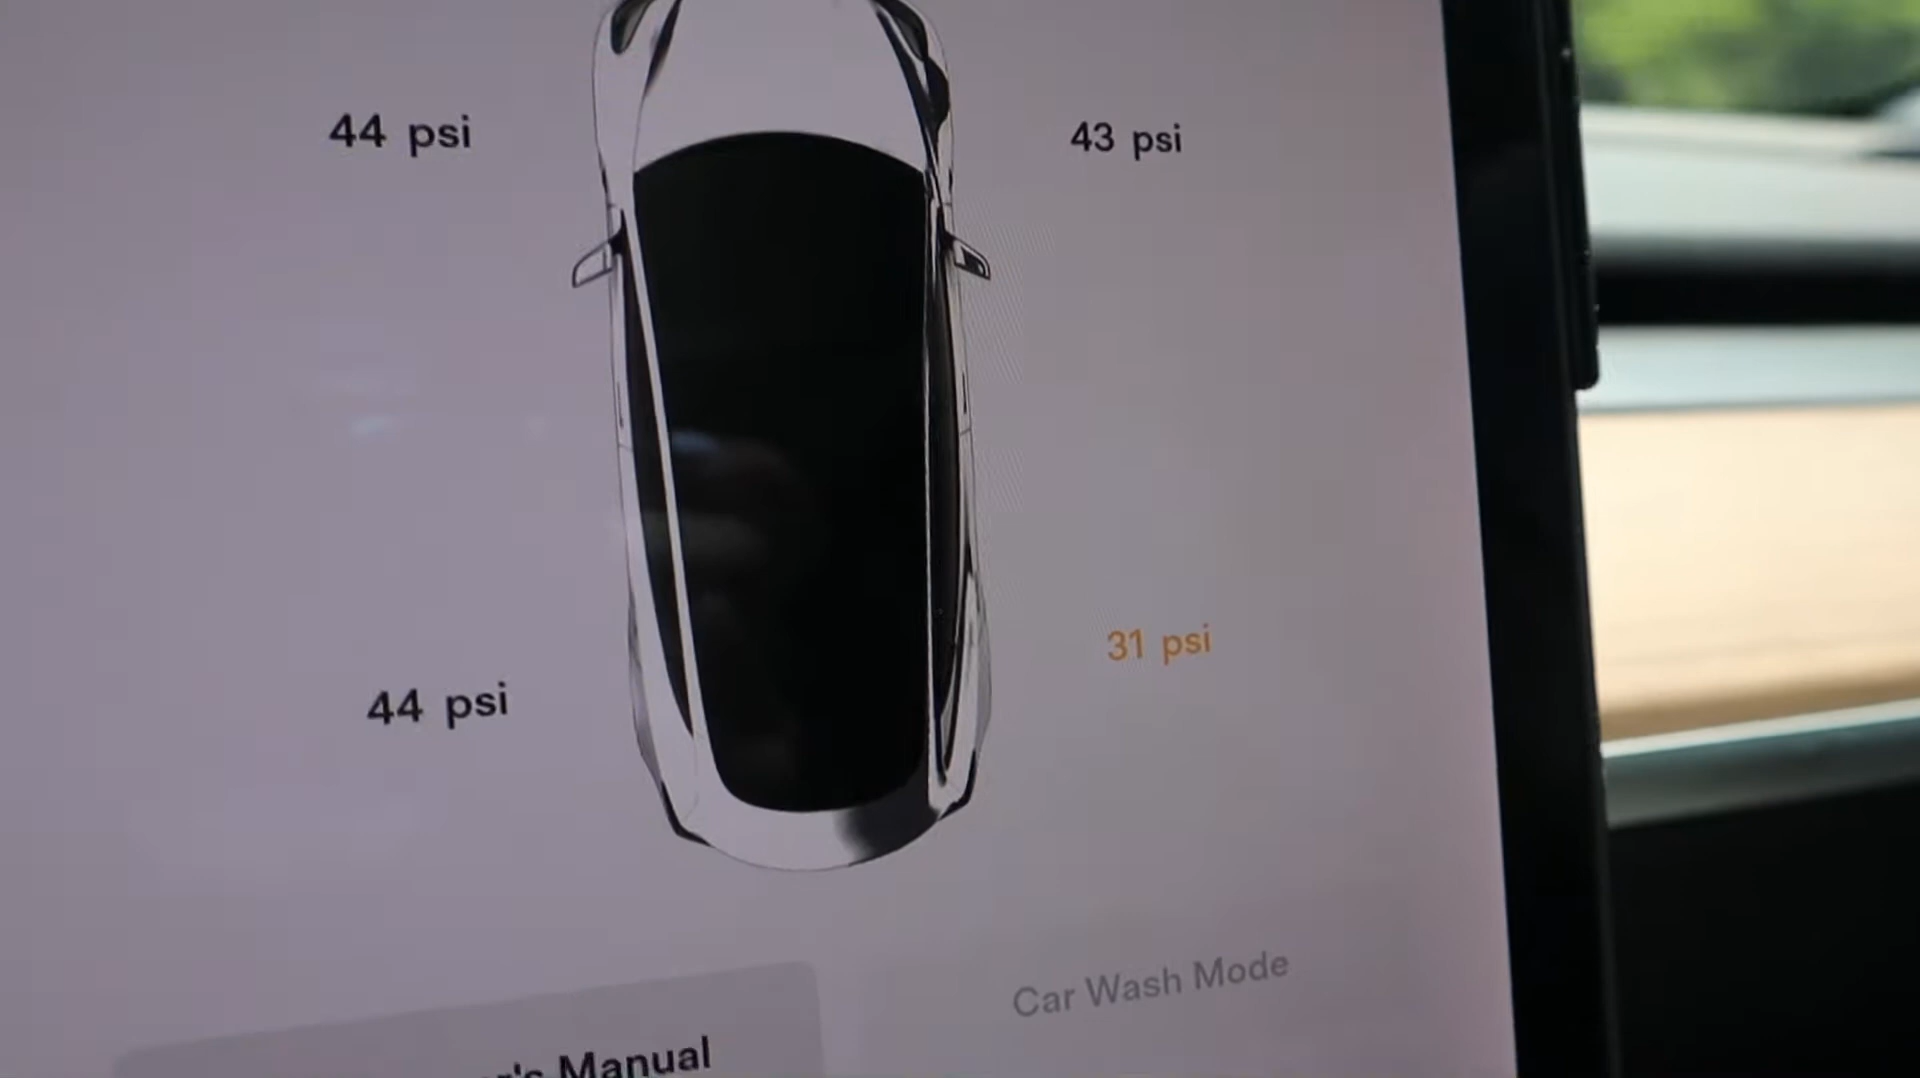 44 psi
43 psi
31 psi
44 psi
Car Wash Mode
Manual